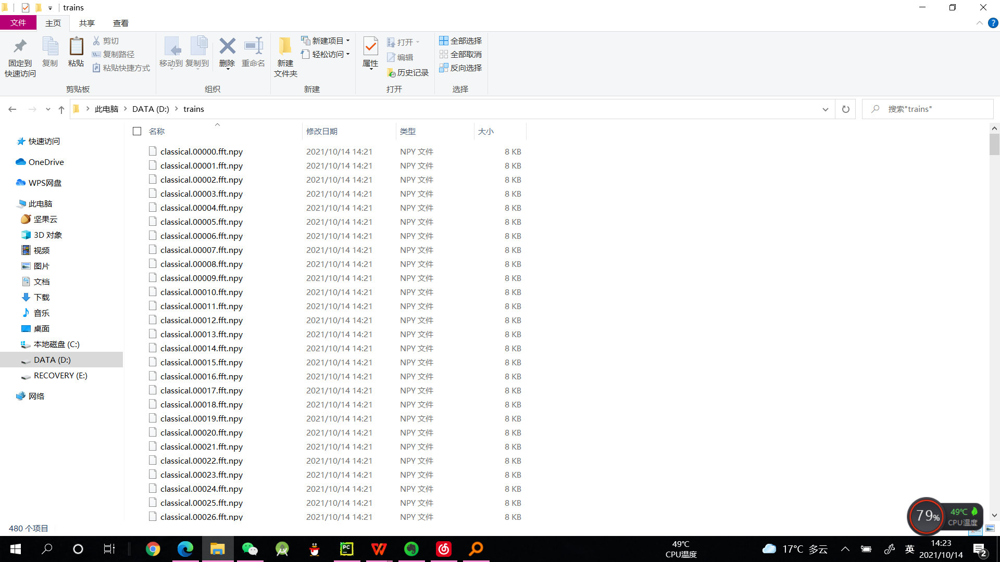 trains
文件 主页 共享 查看
固定到快速访问 复制 粘贴 剪切 复制路径 粘贴快捷方式 移动到 复制到 删除 重命名 新建文件夹 新建项目 轻松访问 属性 打开 编辑 历史记录 全部选择 全部取消 反向选择
剪贴板 组织 新建 打开 选择
此电脑 DATA (D:) trains 搜索"trains"
名称 修改日期 类型 大小
快速访问
OneDrive
WPS网盘
此电脑
坚果云
3D 对象
视频
图片
文档
下载
音乐
桌面
本地磁盘 (C:)
DATA (D:)
RECOVERY (E:)
网络
classical.00000.fft.npy 2021/10/14 14:21 NPY 文件 8 KB
classical.00001.fft.npy 2021/10/14 14:21 NPY 文件 8 KB
classical.00002.fft.npy 2021/10/14 14:21 NPY 文件 8 KB
classical.00003.fft.npy 2021/10/14 14:21 NPY 文件 8 KB
classical.00004.fft.npy 2021/10/14 14:21 NPY 文件 8 KB
classical.00005.fft.npy 2021/10/14 14:21 NPY 文件 8 KB
classical.00006.fft.npy 2021/10/14 14:21 NPY 文件 8 KB
classical.00007.fft.npy 2021/10/14 14:21 NPY 文件 8 KB
classical.00008.fft.npy 2021/10/14 14:21 NPY 文件 8 KB
classical.00009.fft.npy 2021/10/14 14:21 NPY 文件 8 KB
classical.00010.fft.npy 2021/10/14 14:21 NPY 文件 8 KB
classical.00011.fft.npy 2021/10/14 14:21 NPY 文件 8 KB
classical.00012.fft.npy 2021/10/14 14:21 NPY 文件 8 KB
classical.00013.fft.npy 2021/10/14 14:21 NPY 文件 8 KB
classical.00014.fft.npy 2021/10/14 14:21 NPY 文件 8 KB
classical.00015.fft.npy 2021/10/14 14:21 NPY 文件 8 KB
classical.00016.fft.npy 2021/10/14 14:21 NPY 文件 8 KB
classical.00017.fft.npy 2021/10/14 14:21 NPY 文件 8 KB
classical.00018.fft.npy 2021/10/14 14:21 NPY 文件 8 KB
classical.00019.fft.npy 2021/10/14 14:21 NPY 文件 8 KB
classical.00020.fft.npy 2021/10/14 14:21 NPY 文件 8 KB
classical.00021.fft.npy 2021/10/14 14:21 NPY 文件 8 KB
classical.00022.fft.npy 2021/10/14 14:21 NPY 文件 8 KB
classical.00023.fft.npy 2021/10/14 14:21 NPY 文件 8 KB
classical.00024.fft.npy 2021/10/14 14:21 NPY 文件 8 KB
classical.00025.fft.npy 2021/10/14 14:21 NPY 文件 8 KB
classical.00026.fft.npy 2021/10/14 14:21 NPY 文件 8 KB
79% 49℃
CPU温度
480 个项目
PC
49℃
CPU温度
17°C 多云
英
14:23
2021/10/14
2